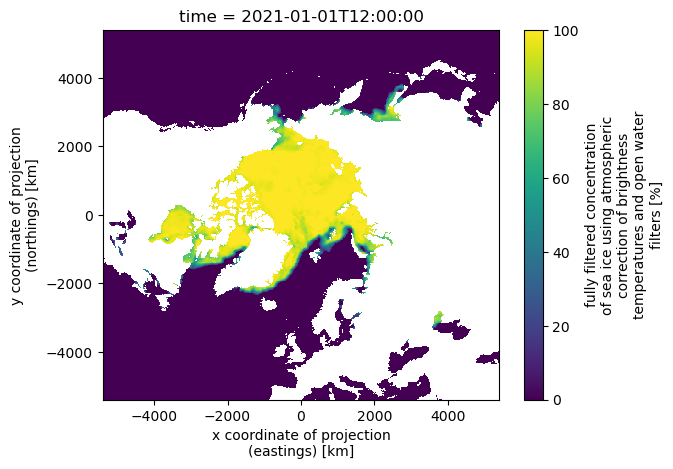 time = 2021-01-01T12:00:00
4000
2000
0
−2000
−4000
y coordinate of projection
(northings) [km]
−4000
−2000
0
2000
4000
x coordinate of projection
(eastings) [km]
100
80
60
40
20
0
fully filtered concentration
of sea ice using atmospheric
correction of brightness
temperatures and open water
filters [%]